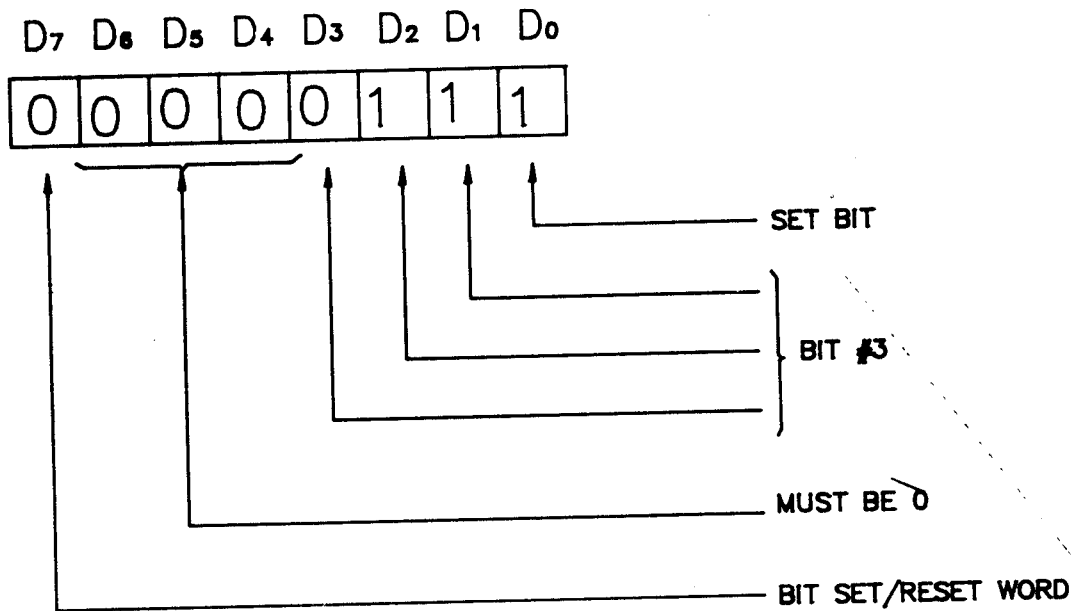 D7 D6 D5 D4 D3 D2 D1 D0
0 0 0 0 0 1 1 1
SET BIT
BIT #3
MUST BE 0
BIT SET/RESET WORD